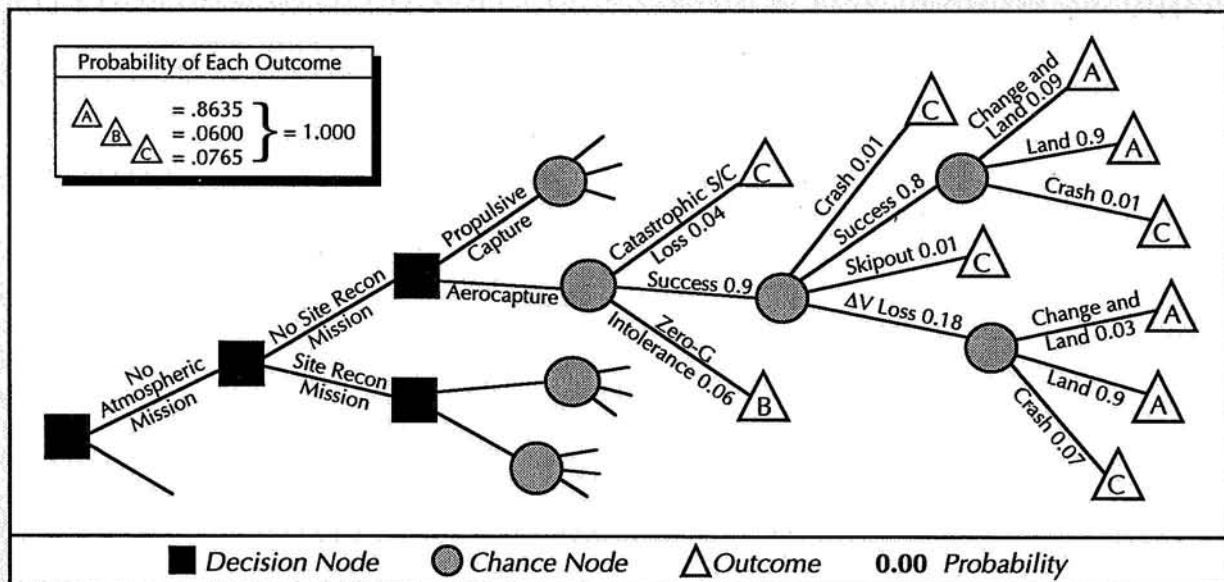 Probability of Each Outcome
A = .8635
B = .0600
C = .0765
} = 1.000
No
Atmospheric
Mission
No Site Recon
Mission
Site Recon
Mission
Propulsive
Capture
Aerocapture
Catastrophic S/C
Loss 0.04
C
Success 0.9
Zero-G
Intolerance 0.06
B
Crash 0.01
C
Success 0.8
Skipout 0.01
C
ΔV Loss 0.18
Change and
Land 0.09
A
Land 0.9
A
Crash 0.01
C
Change and
Land 0.03
A
Land 0.9
A
Crash 0.07
C
Decision Node
Chance Node
Outcome
0.00 Probability